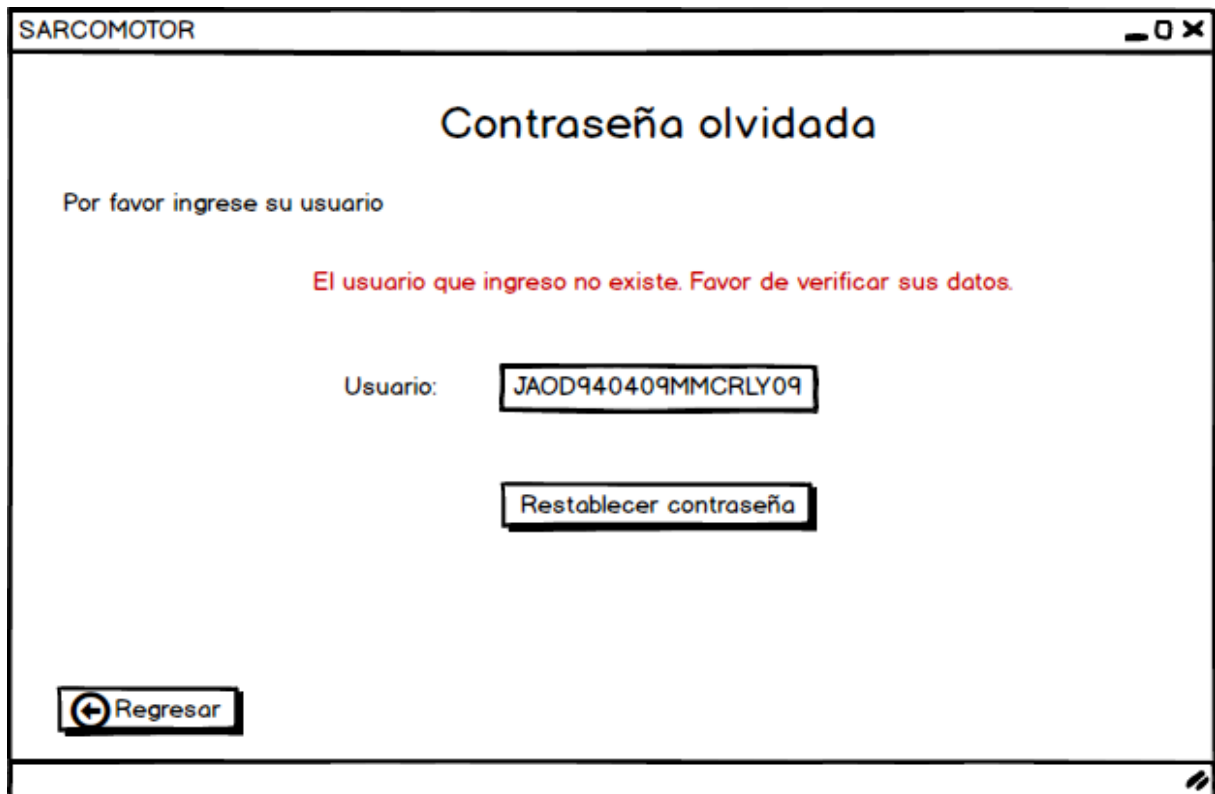 SARCOMOTOR
Contraseña olvidada
Por favor ingrese su usuario
El usuario que ingreso no existe. Favor de verificar sus datos.
Usuario: JAOD940409MMCRLY09
Restablecer contraseña
Regresar